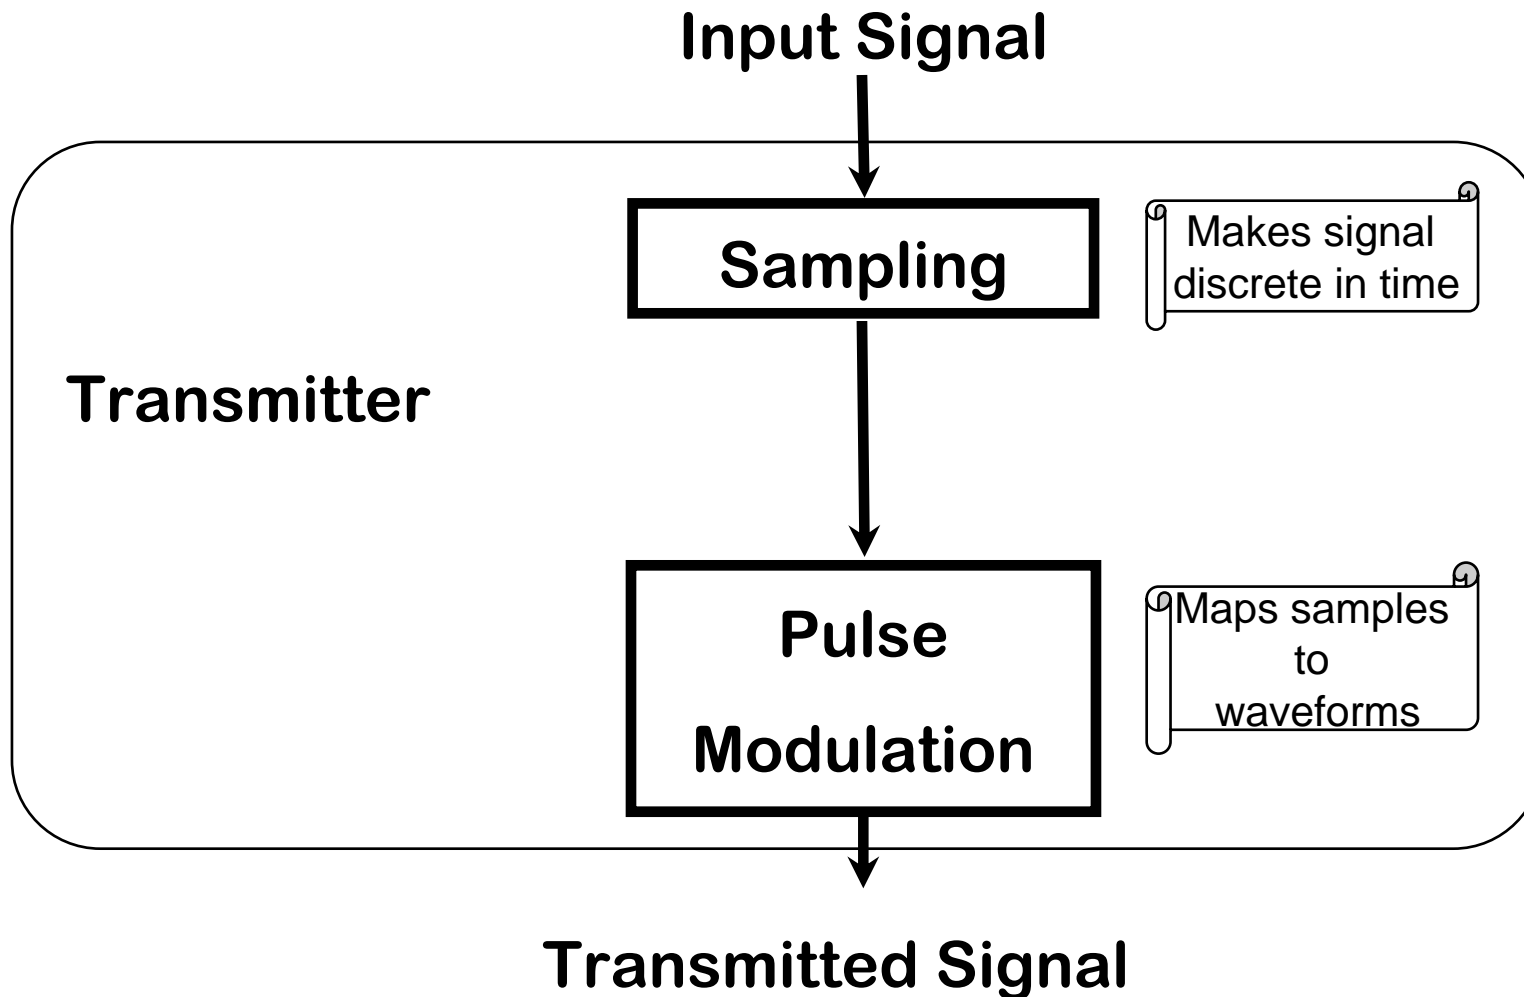 Input Signal
Sampling
Makes signal
discrete in time
Transmitter
Pulse
Modulation
Maps samples
to
waveforms
Transmitted Signal